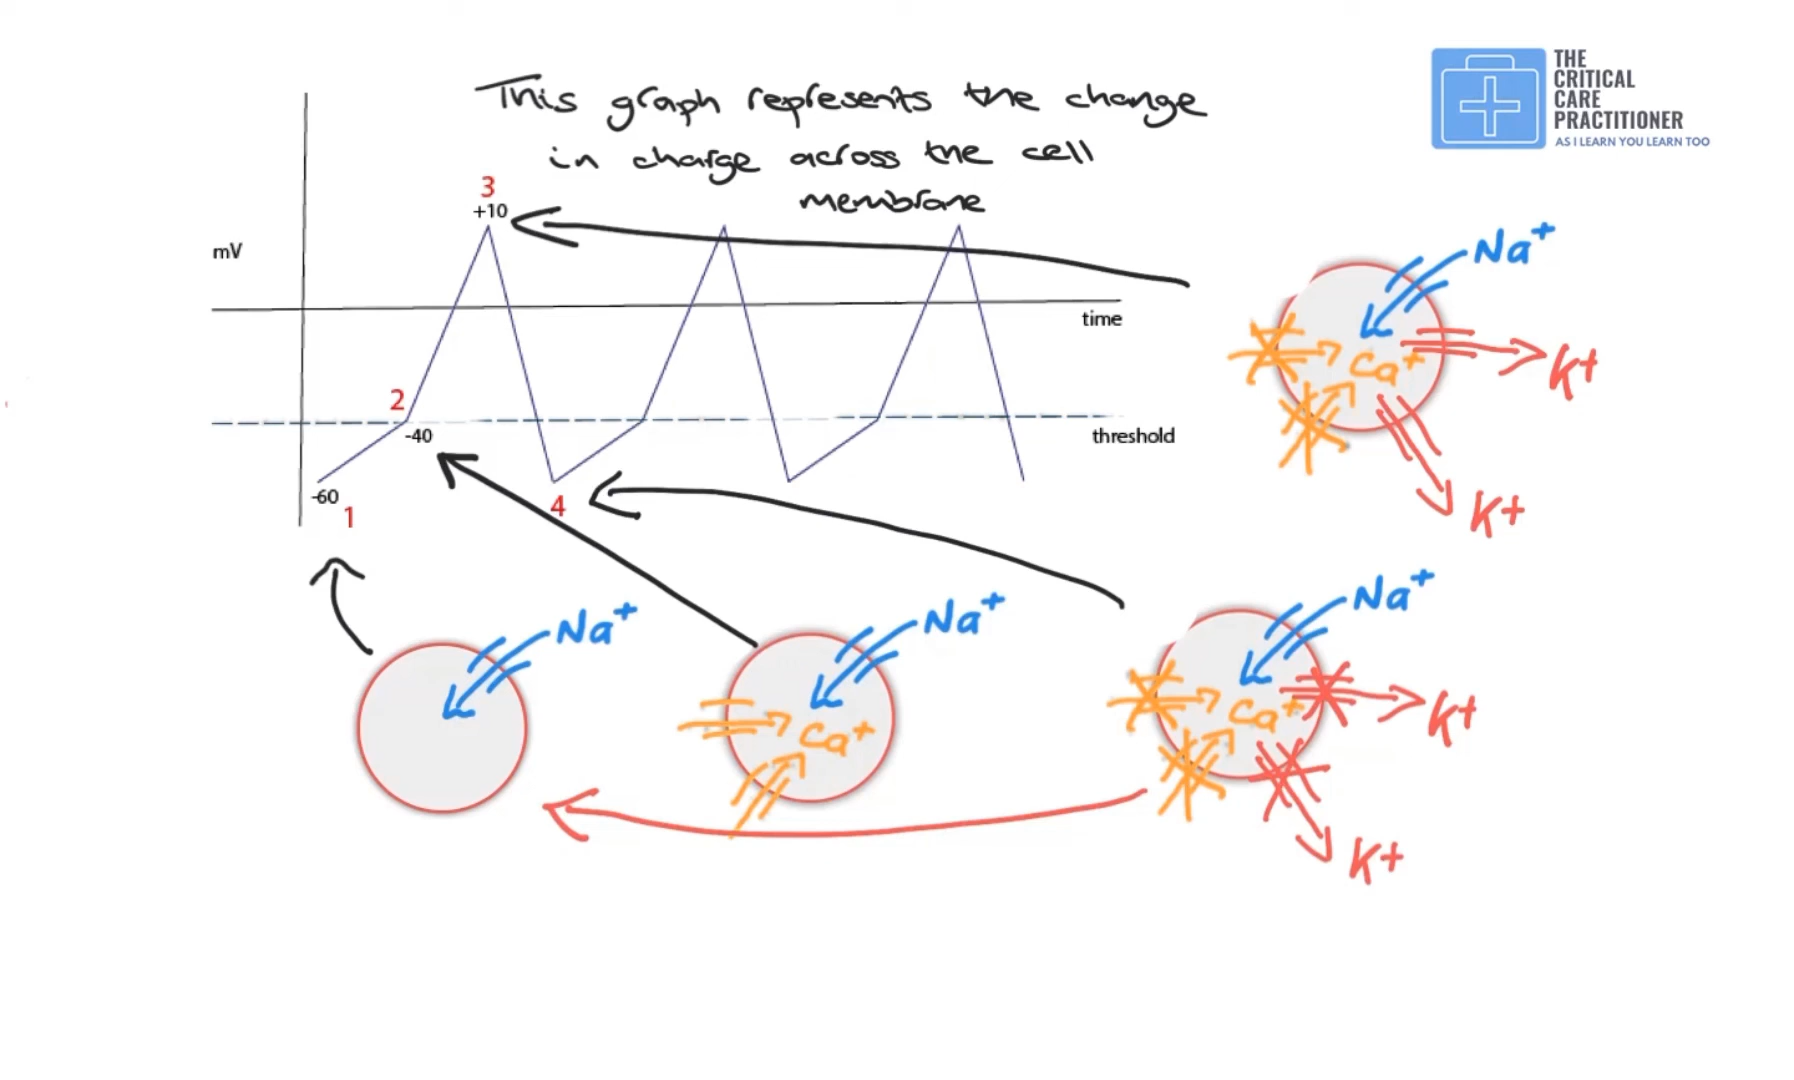 This graph represents the change
in charge across the cell
membrane
THE
CRITICAL
CARE
PRACTITIONER
AS I LEARN YOU LEARN TOO
3
+10
mV
time
2
-40
threshold
-60
1
4
Na+
Ca+
K+
K+
Na+
Na+
Ca+
Na+
Ca+
K+
K+